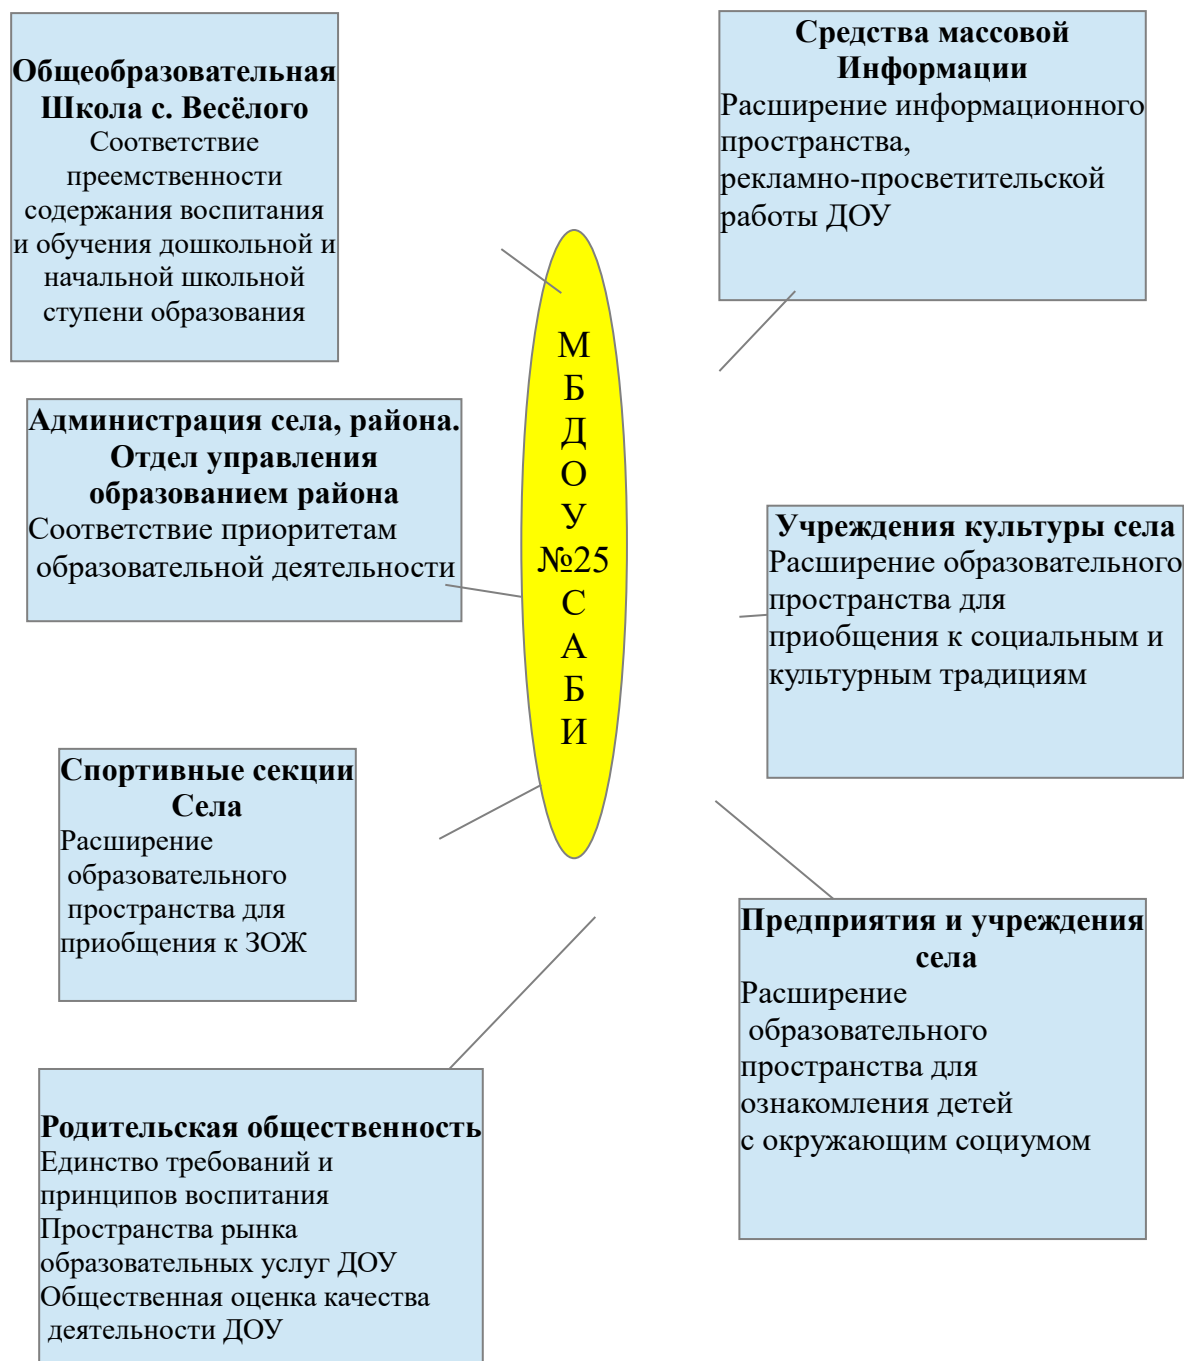 Общеобразовательная
Школа с. Весёлого
Соответствие
преемственности
содержания воспитания
и обучения дошкольной и
начальной школьной
ступени образования
Средства массовой
Информации
Расширение информационного
пространства,
рекламно-просветительской
работы ДОУ
М
Б
Д
О
У
№25
С
А
Б
И
Администрация села, района.
Отдел управления
образованием района
Соответствие приоритетам
образовательной деятельности
Учреждения культуры села
Расширение образовательного
пространства для
приобщения к социальным и
культурным традициям
Спортивные секции
Села
Расширение
образовательного
пространства для
приобщения к ЗОЖ
Предприятия и учреждения
села
Расширение
образовательного
пространства для
ознакомления детей
с окружающим социумом
Родительская общественность
Единство требований и
принципов воспитания
Пространства рынка
образовательных услуг ДОУ
Общественная оценка качества
деятельности ДОУ